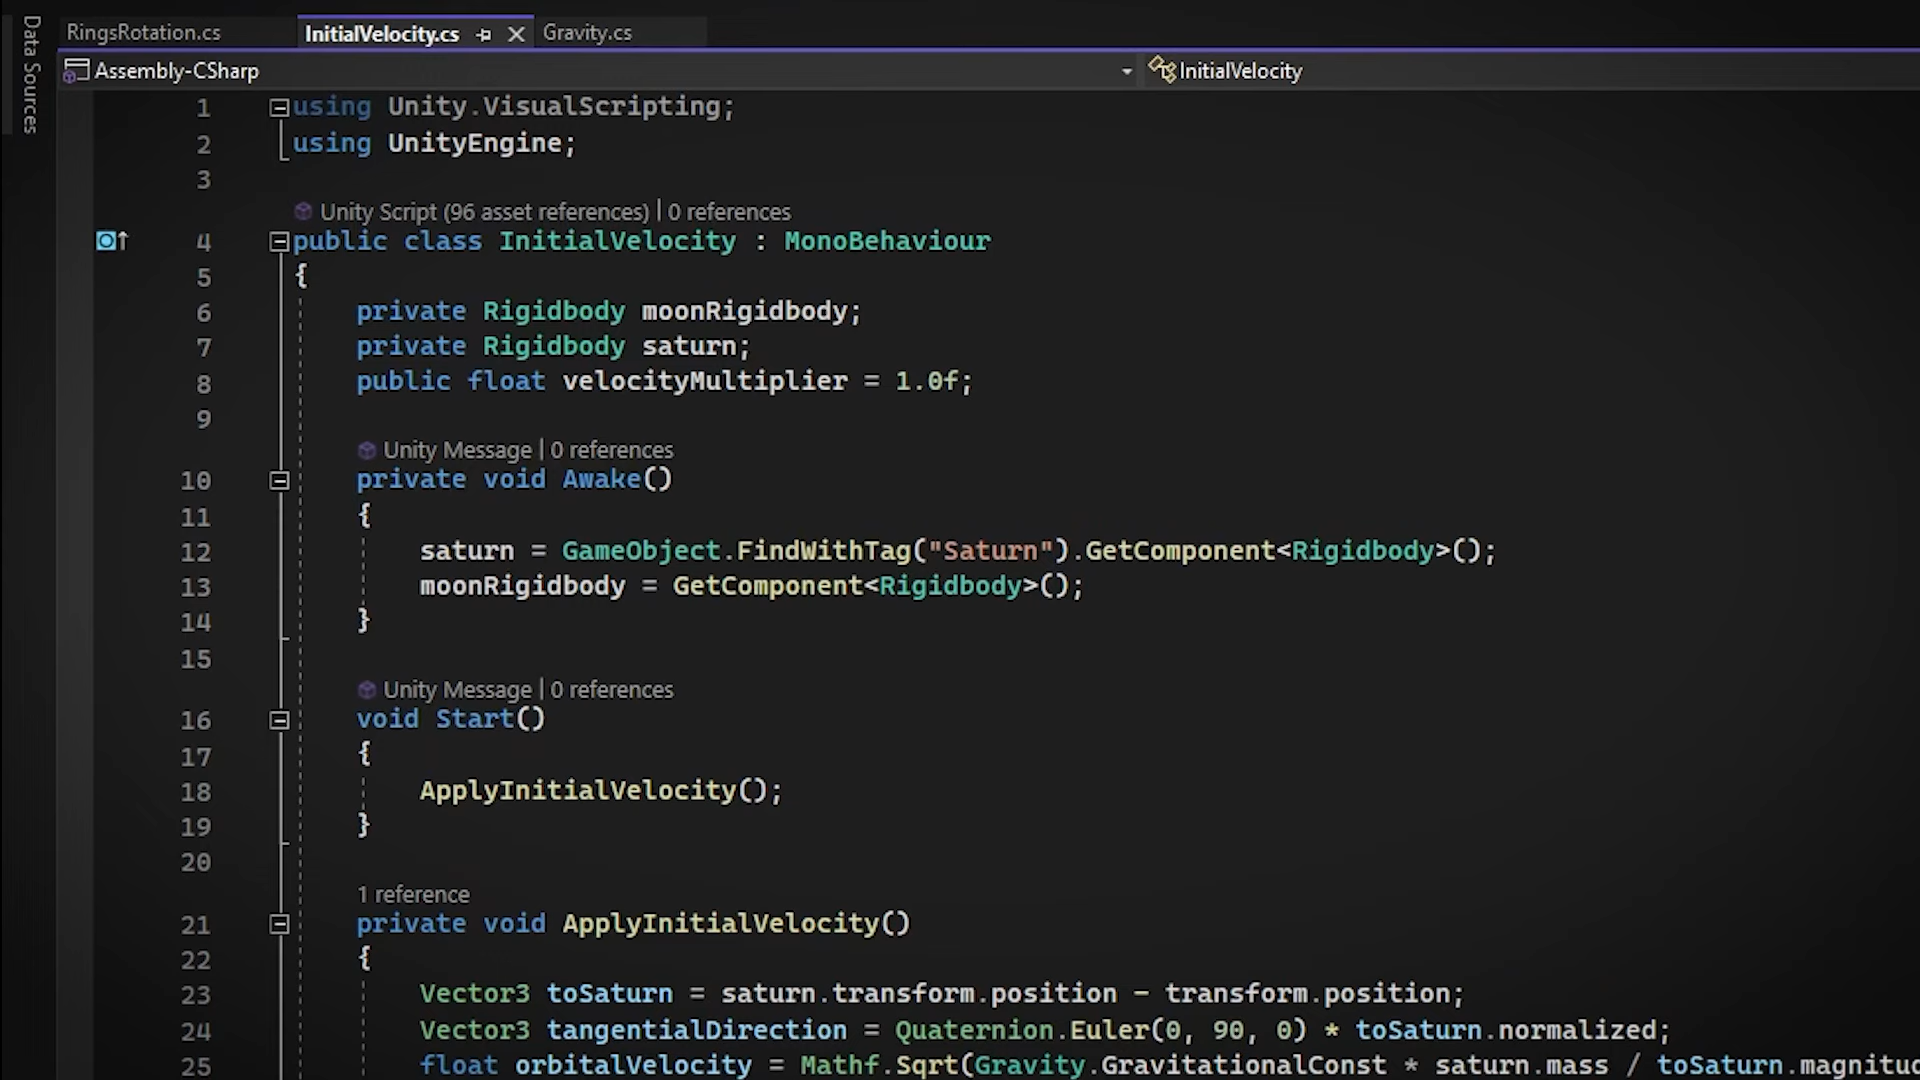 Data Sources
RingsRotation.cs InitialVelocity.cs Gravity.cs
Assembly-CSharp InitialVelocity
1 using Unity.VisualScripting;
2 using UnityEngine;
3
Unity Script (96 asset references) | 0 references
4 public class InitialVelocity : MonoBehaviour
5 {
6 private Rigidbody moonRigidbody;
7 private Rigidbody saturn;
8 public float velocityMultiplier = 1.0f;
9
Unity Message | 0 references
10 private void Awake()
11 {
12 saturn = GameObject.FindWithTag("Saturn").GetComponent<Rigidbody>();
13 moonRigidbody = GetComponent<Rigidbody>();
14 }
15
Unity Message | 0 references
16 void Start()
17 {
18 ApplyInitialVelocity();
19 }
20
1 reference
21 private void ApplyInitialVelocity()
22 {
23 Vector3 toSaturn = saturn.transform.position - transform.position;
24 Vector3 tangentialDirection = Quaternion.Euler(0, 90, 0) * toSaturn.normalized;
25 float orbitalVelocity = Mathf.Sqrt(Gravity.GravitationalConst * saturn.mass / toSaturn.magnitud